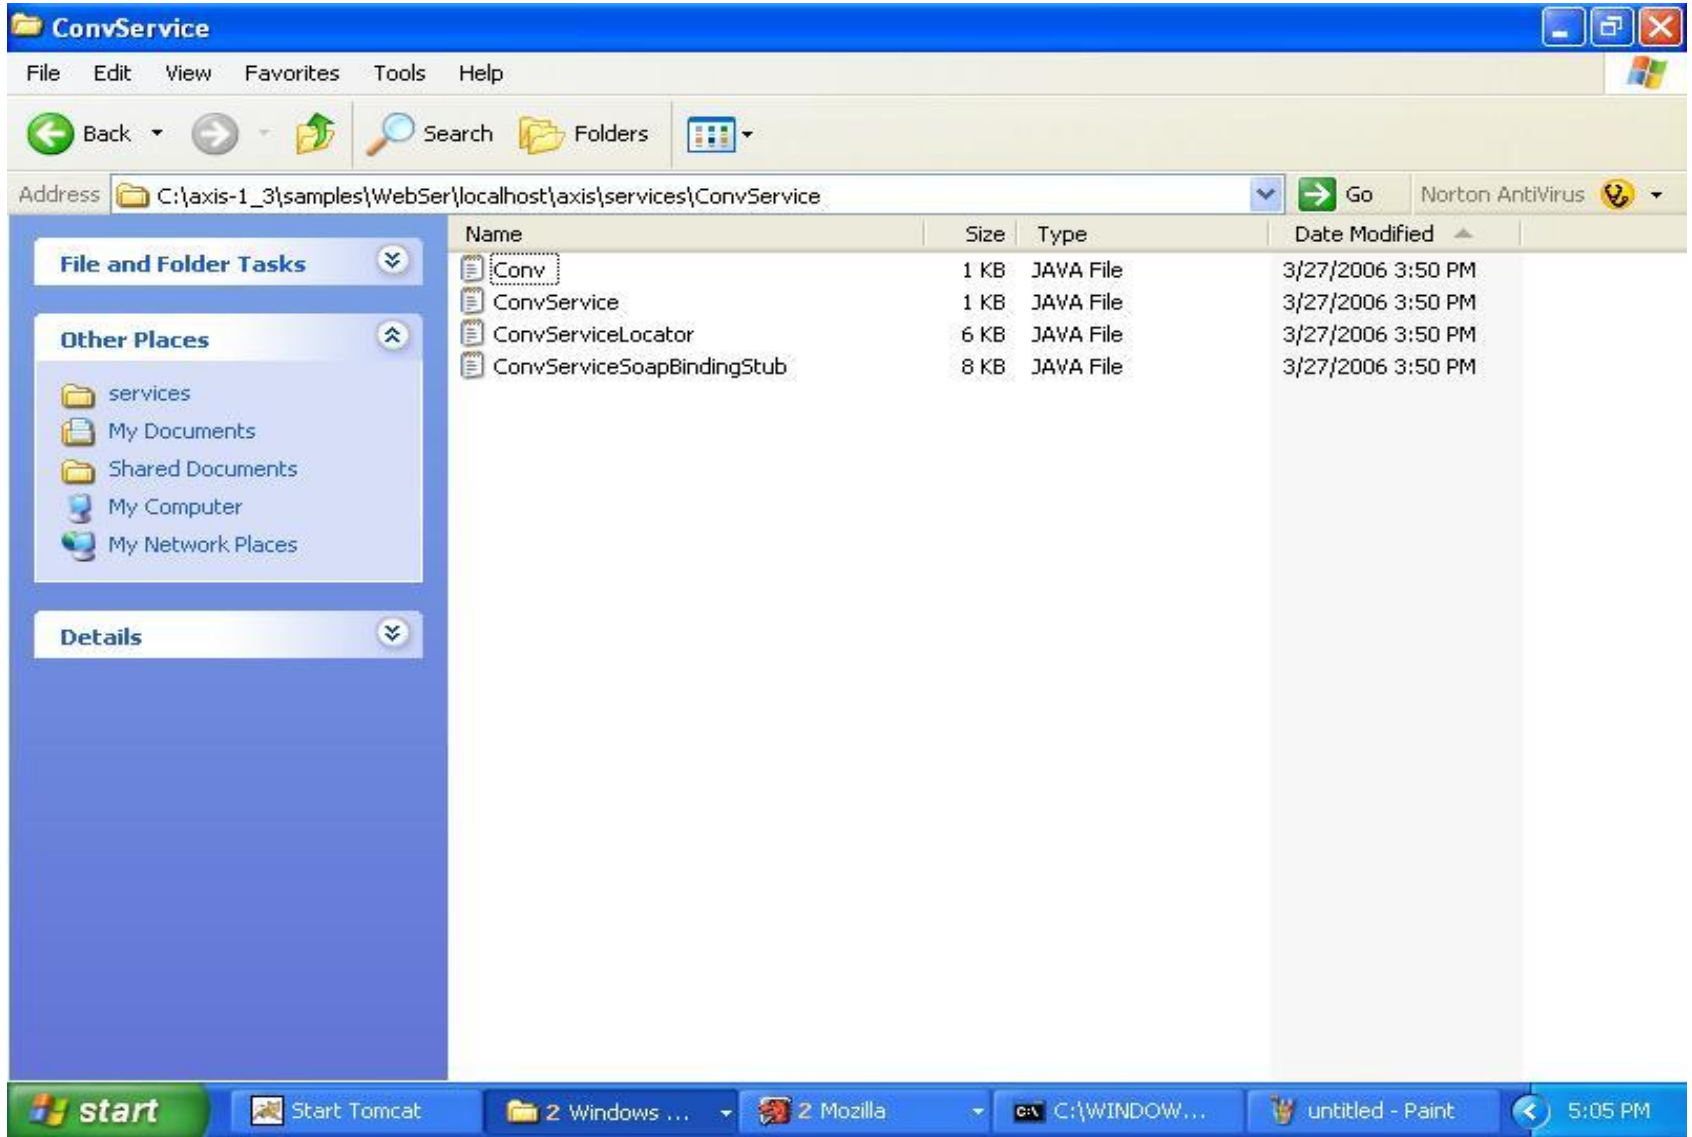 ConvService
File Edit View Favorites Tools Help
Back Search Folders
Address C:\axis-1_3\samples\WebSer\localhost\axis\services\ConvService Go Norton AntiVirus
Name Size Type Date Modified
File and Folder Tasks
Conv 1 KB JAVA File 3/27/2006 3:50 PM
ConvService 1 KB JAVA File 3/27/2006 3:50 PM
ConvServiceLocator 6 KB JAVA File 3/27/2006 3:50 PM
ConvServiceSoapBindingStub 8 KB JAVA File 3/27/2006 3:50 PM
Other Places
services
My Documents
Shared Documents
My Computer
My Network Places
Details
start Start Tomcat 2 Windows ... 2 Mozilla C:\WINDOW... untitled - Paint 5:05 PM